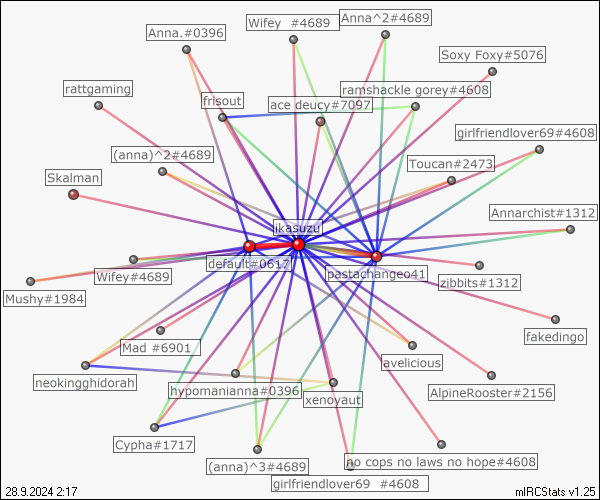 Wifey  #4689
Anna^2#4689
Anna.#0396
Soxy Foxy#5076
rattgaming
frisout
ace deucy#7097
ramshackle gorey#4608
girlfriendlover69#4608
(anna)^2#4689
Toucan#2473
Skalman
Annarchist#1312
ikasuzu
default#0617
pastachangeo41
Wifey#4689
zibbits#1312
Mushy#1984
fakedingo
Mad #6901
avelicious
neokingghidorah
hypomanianna#0396
xenoyaut
AlpineRooster#2156
Cypha#1717
(anna)^3#4689
no cops no laws no hope#4608
girlfriendlover69  #4608
28.9.2024 2:17
mIRCStats v1.25